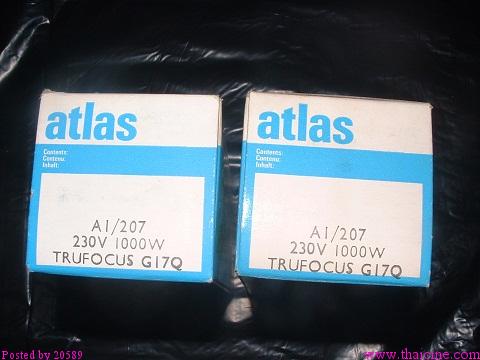 atlas
Contents:
Contenu:
Inhalt:
A1/207
230V 1000W
TRUFOCUS G17Q
atlas
Contents:
Contenu:
Inhalt:
A1/207
230V 1000W
TRUFOCUS G17Q
Posted by 20589
www.thaicine.com